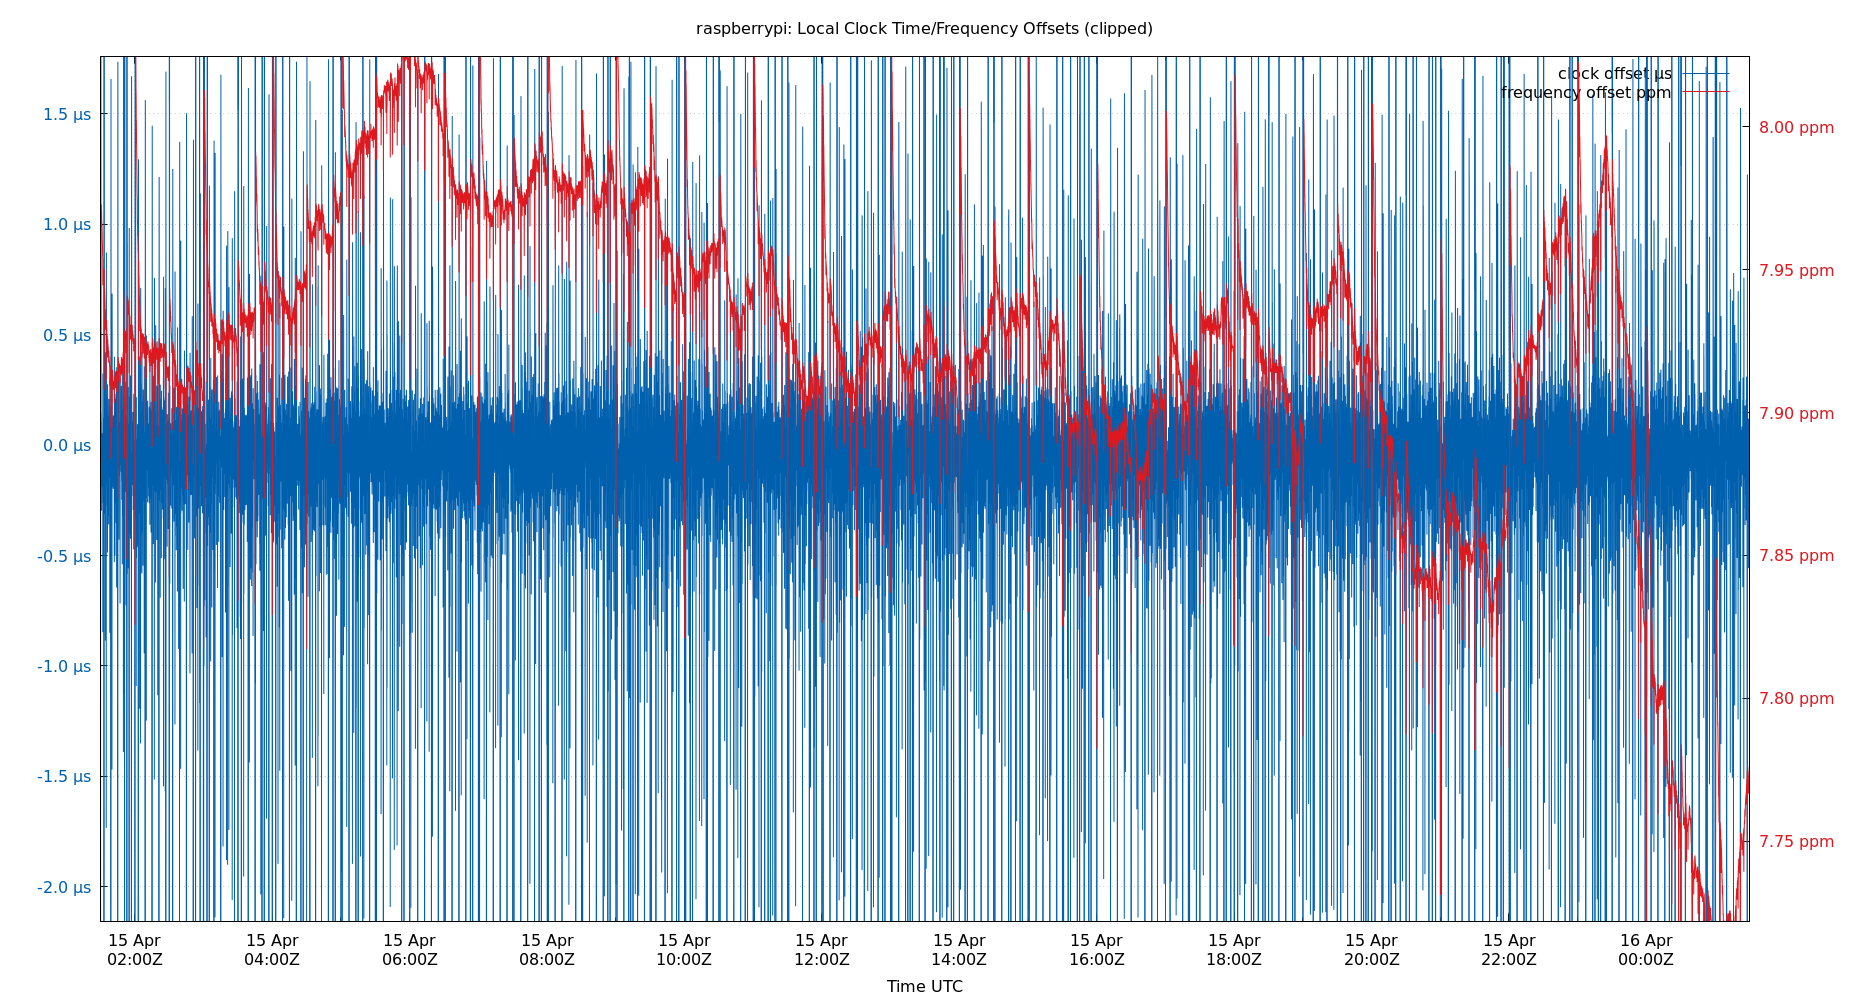 raspberrypi: Local Clock Time/Frequency Offsets (clipped)
clock offset µs
frequency offset ppm
1.5 µs
1.0 µs
0.5 µs
0.0 µs
-0.5 µs
-1.0 µs
-1.5 µs
-2.0 µs
8.00 ppm
7.95 ppm
7.90 ppm
7.85 ppm
7.80 ppm
7.75 ppm
15 Apr 15 Apr 15 Apr 15 Apr 15 Apr 15 Apr 15 Apr 15 Apr 15 Apr 15 Apr 15 Apr 16 Apr
02:00Z 04:00Z 06:00Z 08:00Z 10:00Z 12:00Z 14:00Z 16:00Z 18:00Z 20:00Z 22:00Z 00:00Z
Time UTC